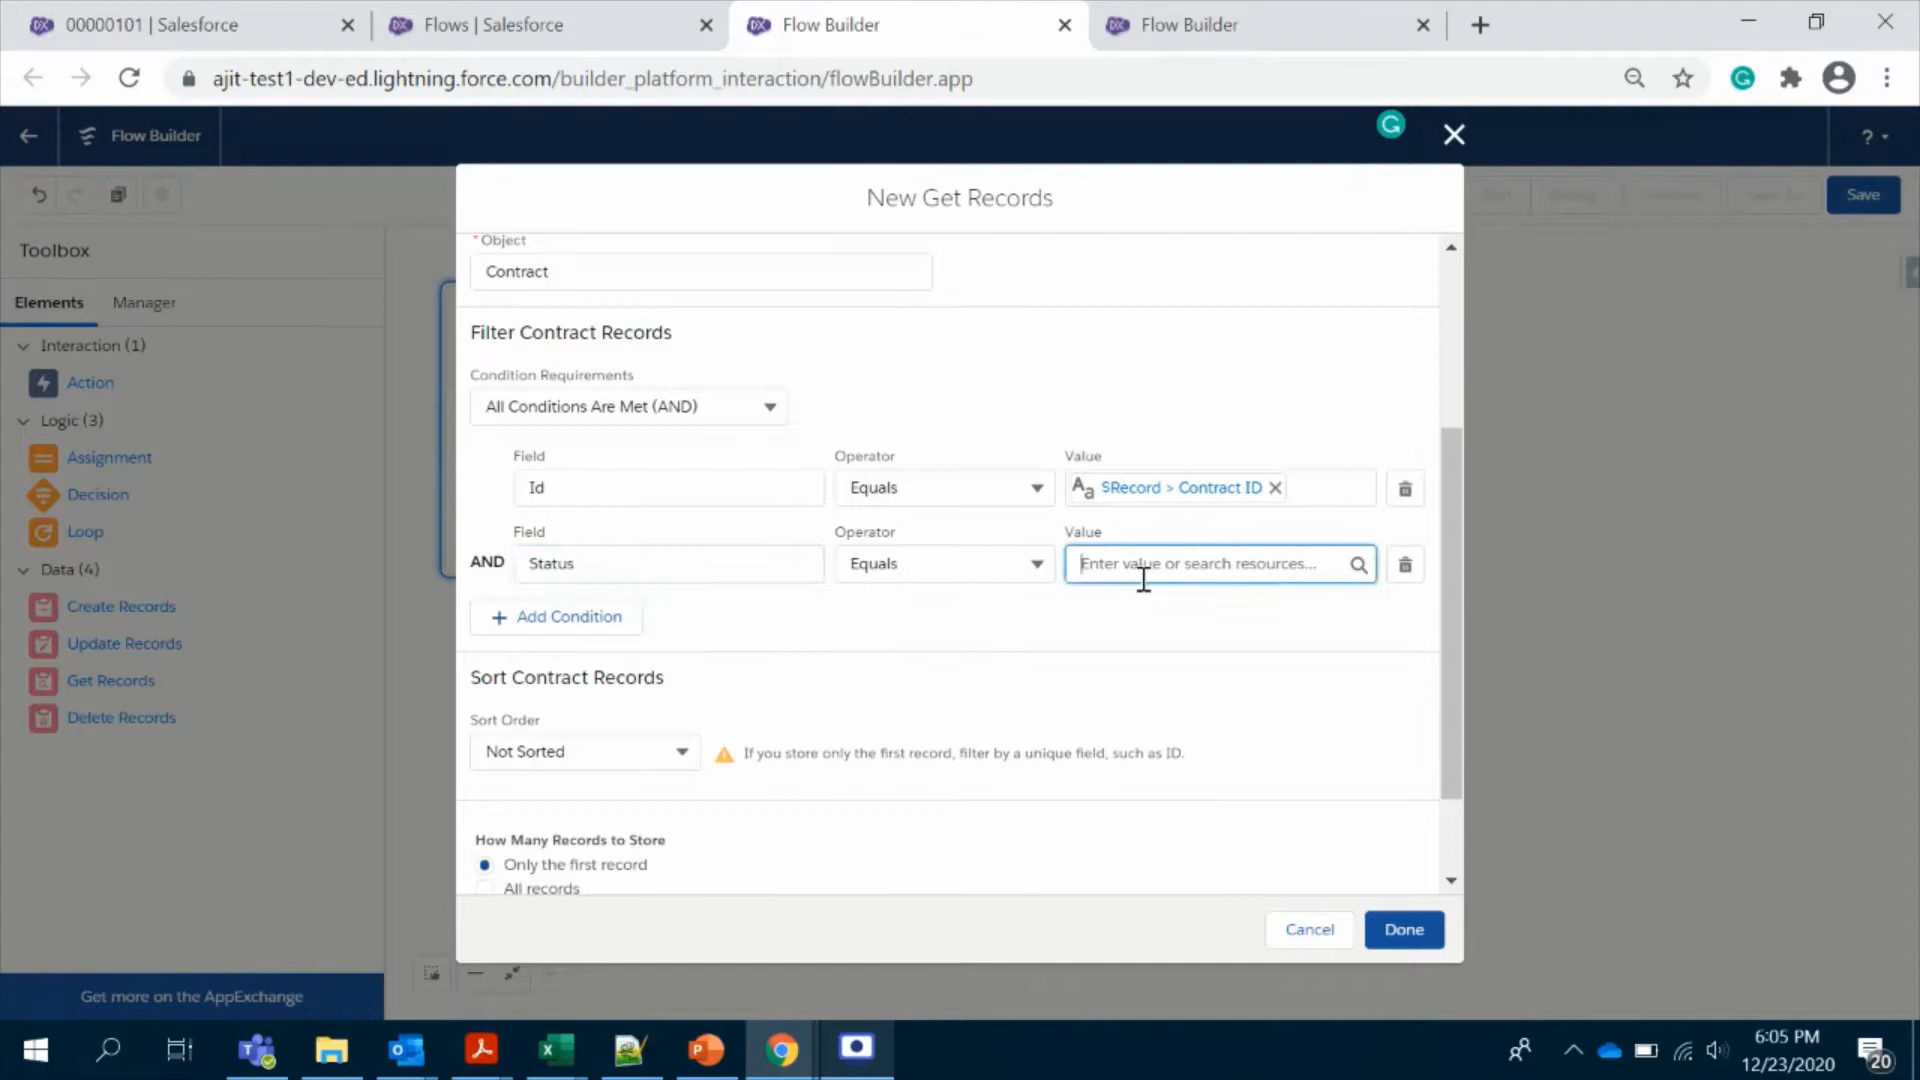 00000101 | Salesforce
Flows | Salesforce
Flow Builder
Flow Builder
ajit-test1-dev-ed.lightning.force.com/builder_platform_interaction/flowBuilder.app
Flow Builder
?
New Get Records
Save
Toolbox
Elements
Manager
Interaction (1)
Action
Logic (3)
Assignment
Decision
Loop
Data (4)
Create Records
Update Records
Get Records
Delete Records
Get more on the AppExchange
* Object
Contract
Filter Contract Records
Condition Requirements
All Conditions Are Met (AND)
Field
Operator
Value
Id
Equals
Aa $Record > Contract ID
Field
Operator
Value
AND
Status
Equals
Enter value or search resources...
+ Add Condition
Sort Contract Records
Sort Order
Not Sorted
If you store only the first record, filter by a unique field, such as ID.
How Many Records to Store
Only the first record
All records
Cancel
Done
6:05 PM
12/23/2020
20